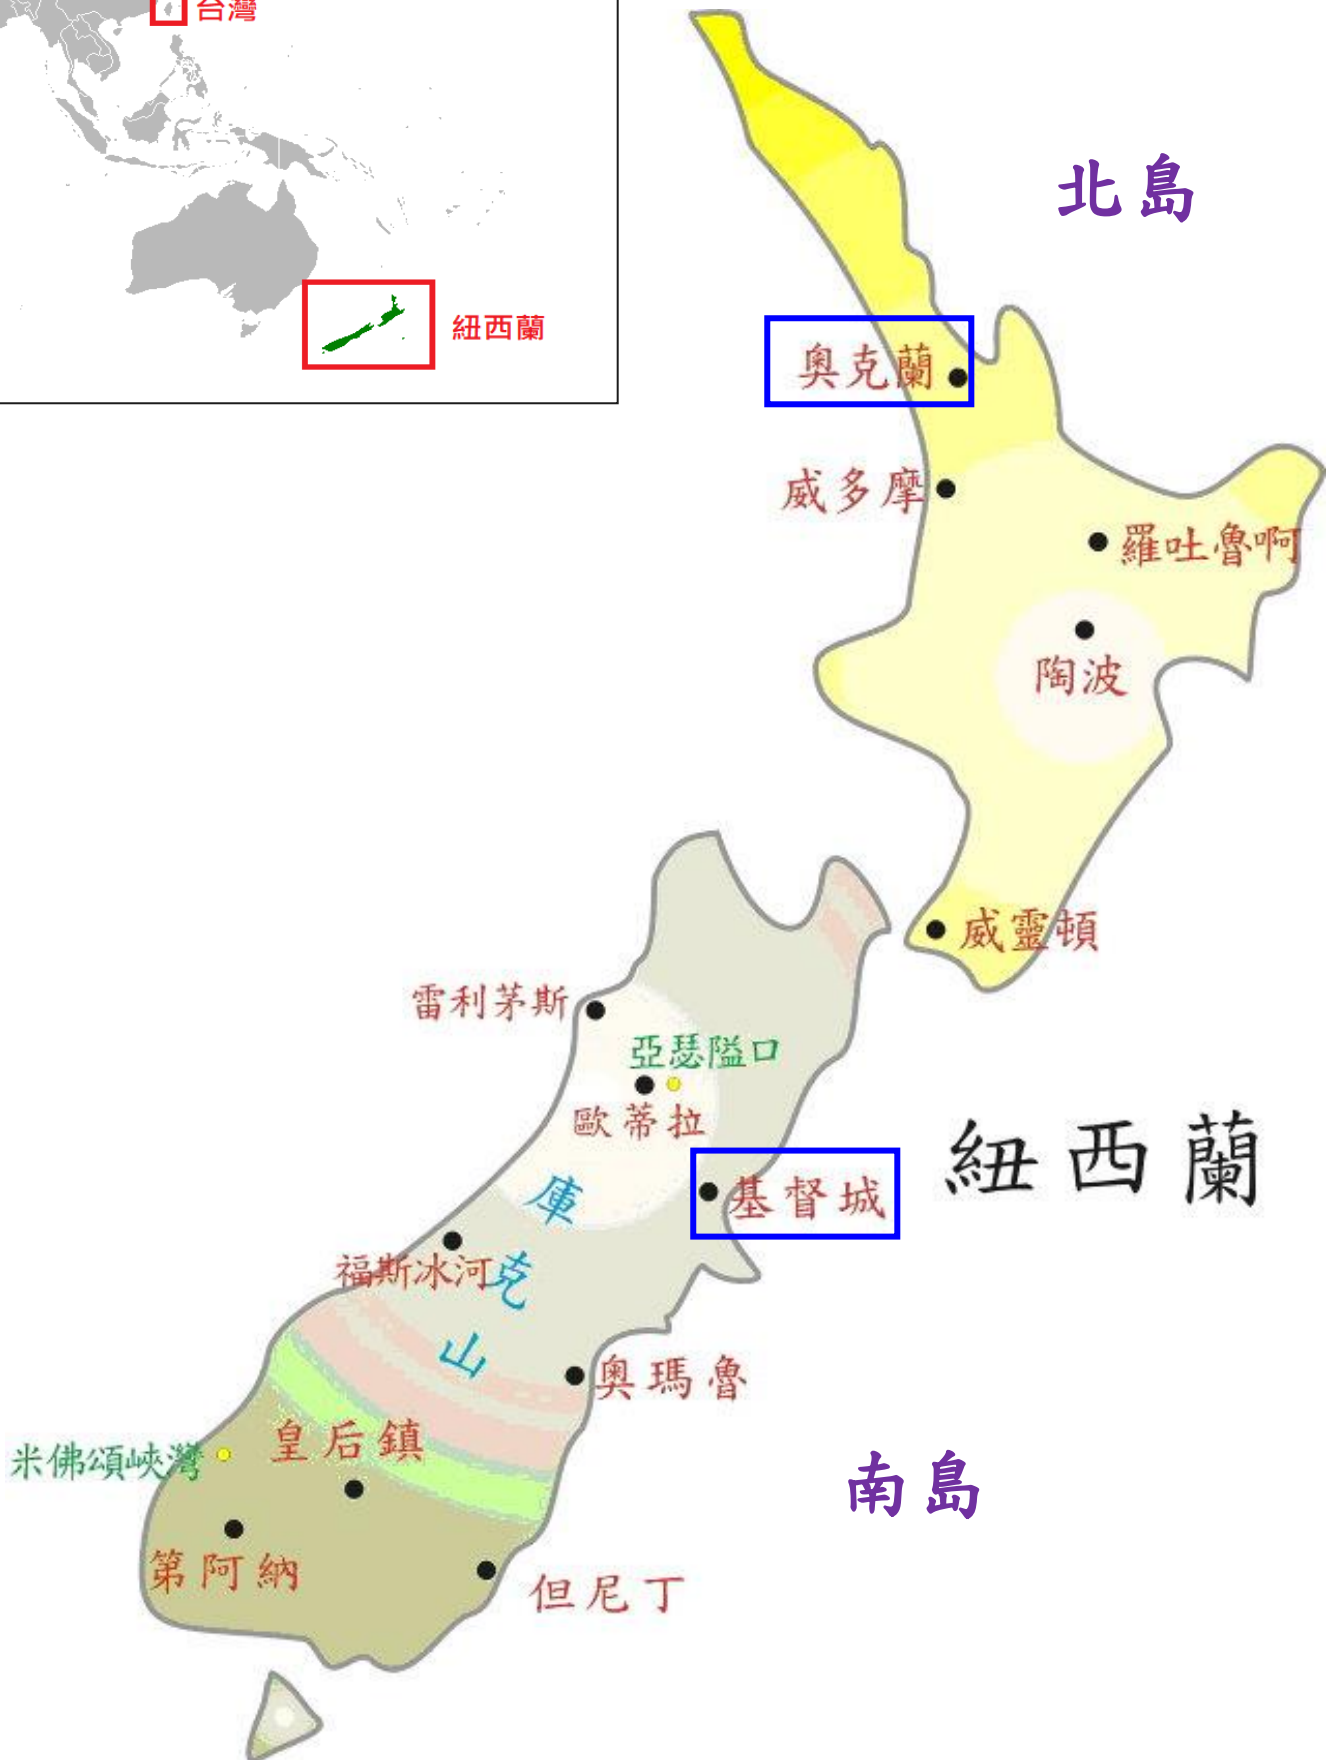 台灣
紐西蘭
北島
奧克蘭
威多摩
羅吐魯啊
陶波
威靈頓
雷利茅斯
亞瑟隘口
歐蒂拉
紐西蘭
基督城
庫克山
福斯冰河
奧瑪魯
皇后鎮
米佛頌峽灣
南島
第阿納
但尼丁